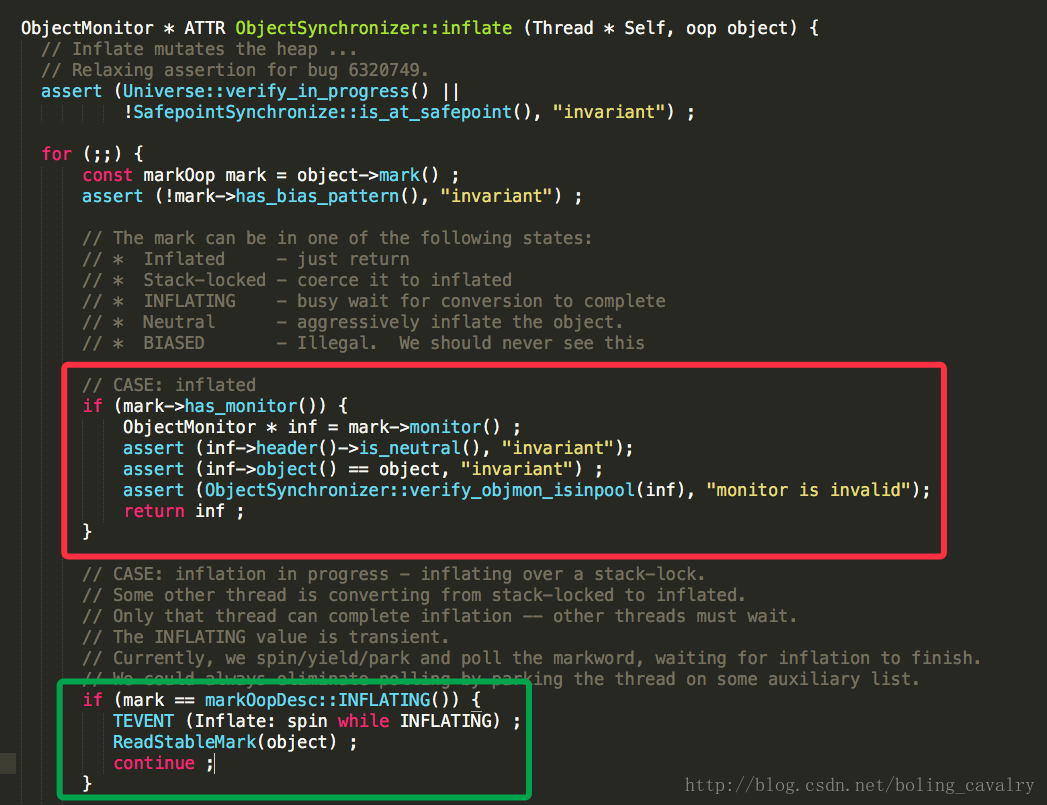 ObjectMonitor * ATTR ObjectSynchronizer::inflate (Thread * Self, oop object) {
// Inflate mutates the heap ...
// Relaxing assertion for bug 6320749.
assert (Universe::verify_in_progress() ||
!SafepointSynchronize::is_at_safepoint(), "invariant") ;
for (;;) {
const markOop mark = object->mark() ;
assert (!mark->has_bias_pattern(), "invariant") ;
// The mark can be in one of the following states:
// *  Inflated     - just return
// *  Stack-locked - coerce it to inflated
// *  INFLATING    - busy wait for conversion to complete
// *  Neutral      - aggressively inflate the object.
// *  BIASED       - Illegal.  We should never see this
// CASE: inflated
if (mark->has_monitor()) {
ObjectMonitor * inf = mark->monitor() ;
assert (inf->header()->is_neutral(), "invariant");
assert (inf->object() == object, "invariant") ;
assert (ObjectSynchronizer::verify_objmon_isinpool(inf), "monitor is invalid");
return inf ;
}
// CASE: inflation in progress - inflating over a stack-lock.
// Some other thread is converting from stack-locked to inflated.
// Only that thread can complete inflation -- other threads must wait.
// The INFLATING value is transient.
// Currently, we spin/yield/park and poll the markword, waiting for inflation to finish.
// We could always eliminate polling by parking the thread on some auxiliary list.
if (mark == markOopDesc::INFLATING()) {
TEVENT (Inflate: spin while INFLATING) ;
ReadStableMark(object) ;
continue ;
}
http://blog.csdn.net/boling_cavalry